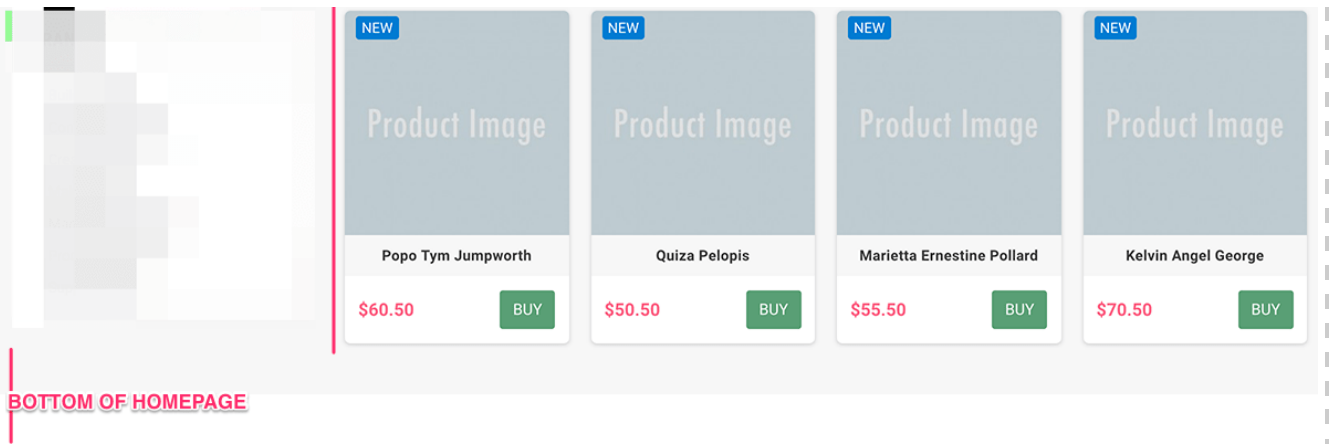 NEW NEW NEW NEW
Product Image Product Image Product Image Product Image
Popo Tym Jumpworth Quiza Pelopis Marietta Ernestine Pollard Kelvin Angel George
$60.50 BUY $50.50 BUY $55.50 BUY $70.50 BUY
BOTTOM OF HOMEPAGE